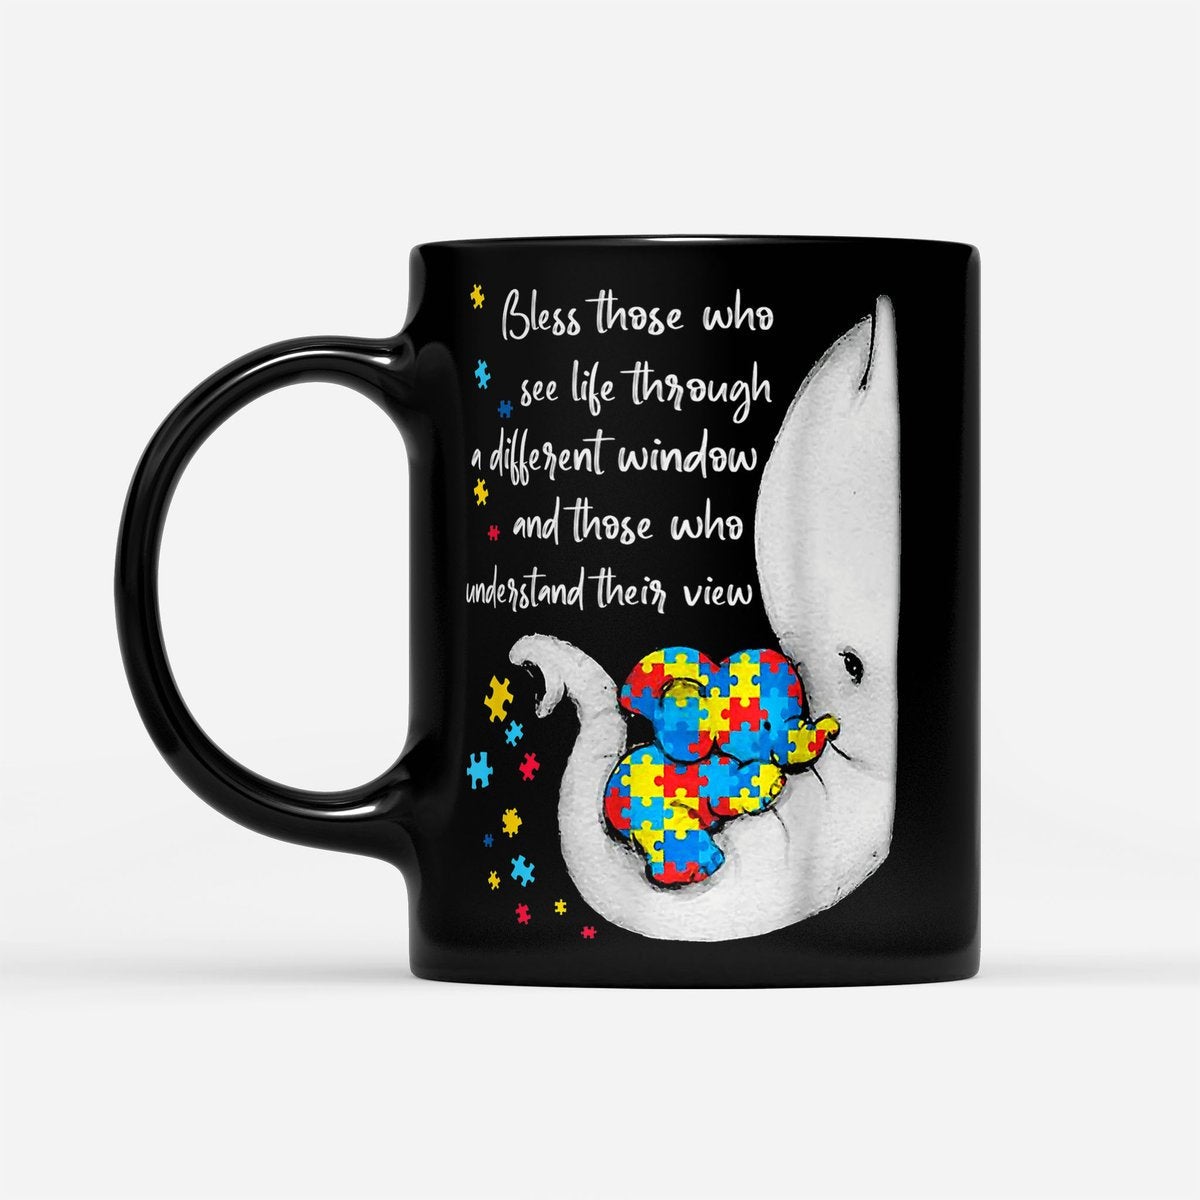 Bless those who
see life through
a different window
and those who
understand their view